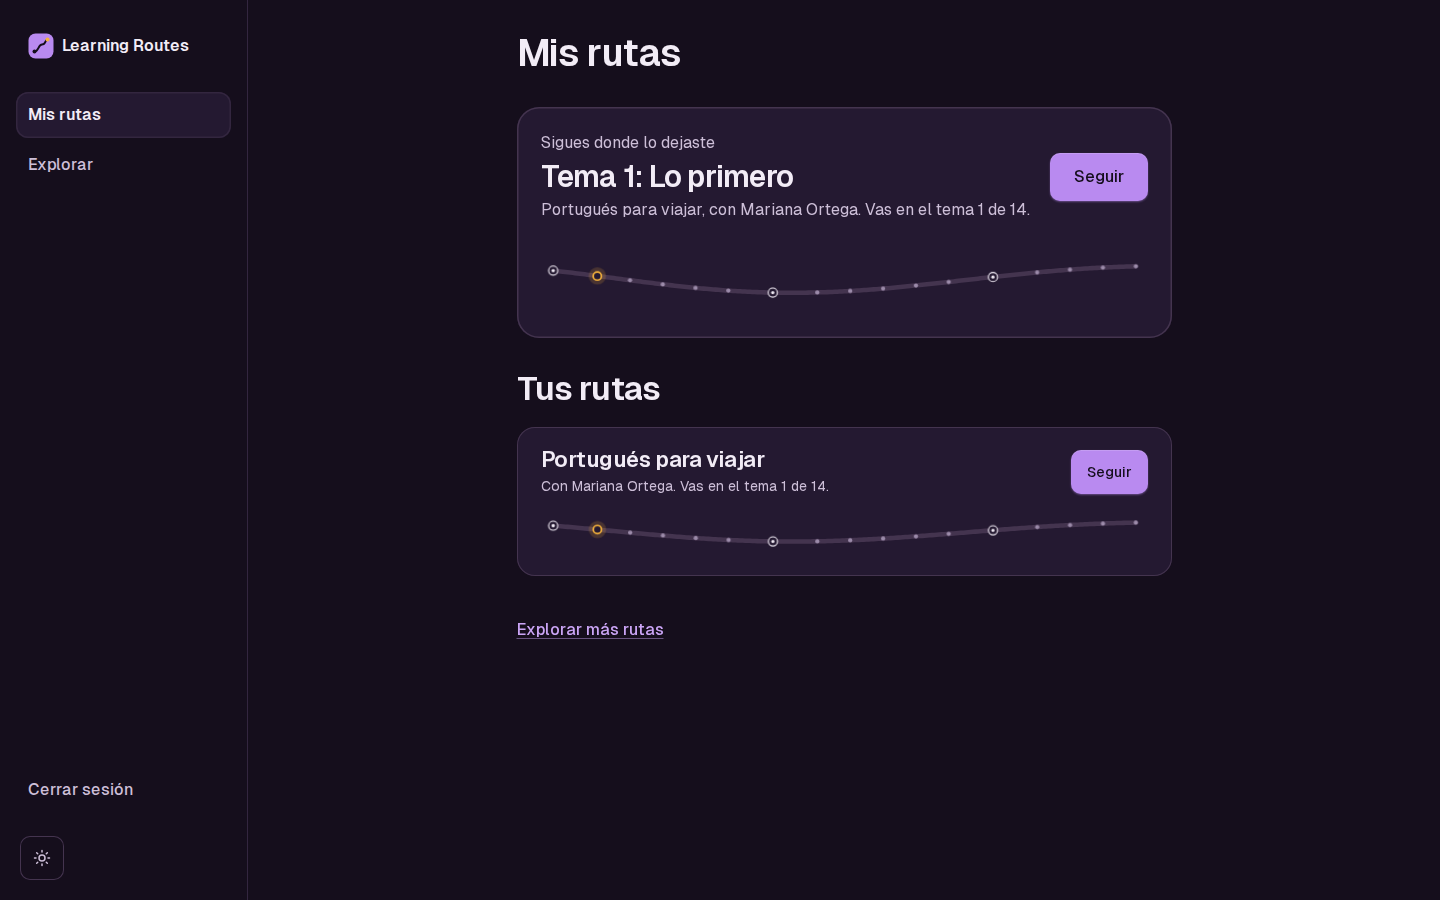 Learning Routes
Mis rutas
Explorar
Cerrar sesión
Mis rutas
Sigues donde lo dejaste
Tema 1: Lo primero
Portugués para viajar, con Mariana Ortega. Vas en el tema 1 de 14.
Seguir
Tus rutas
Portugués para viajar
Con Mariana Ortega. Vas en el tema 1 de 14.
Seguir
Explorar más rutas